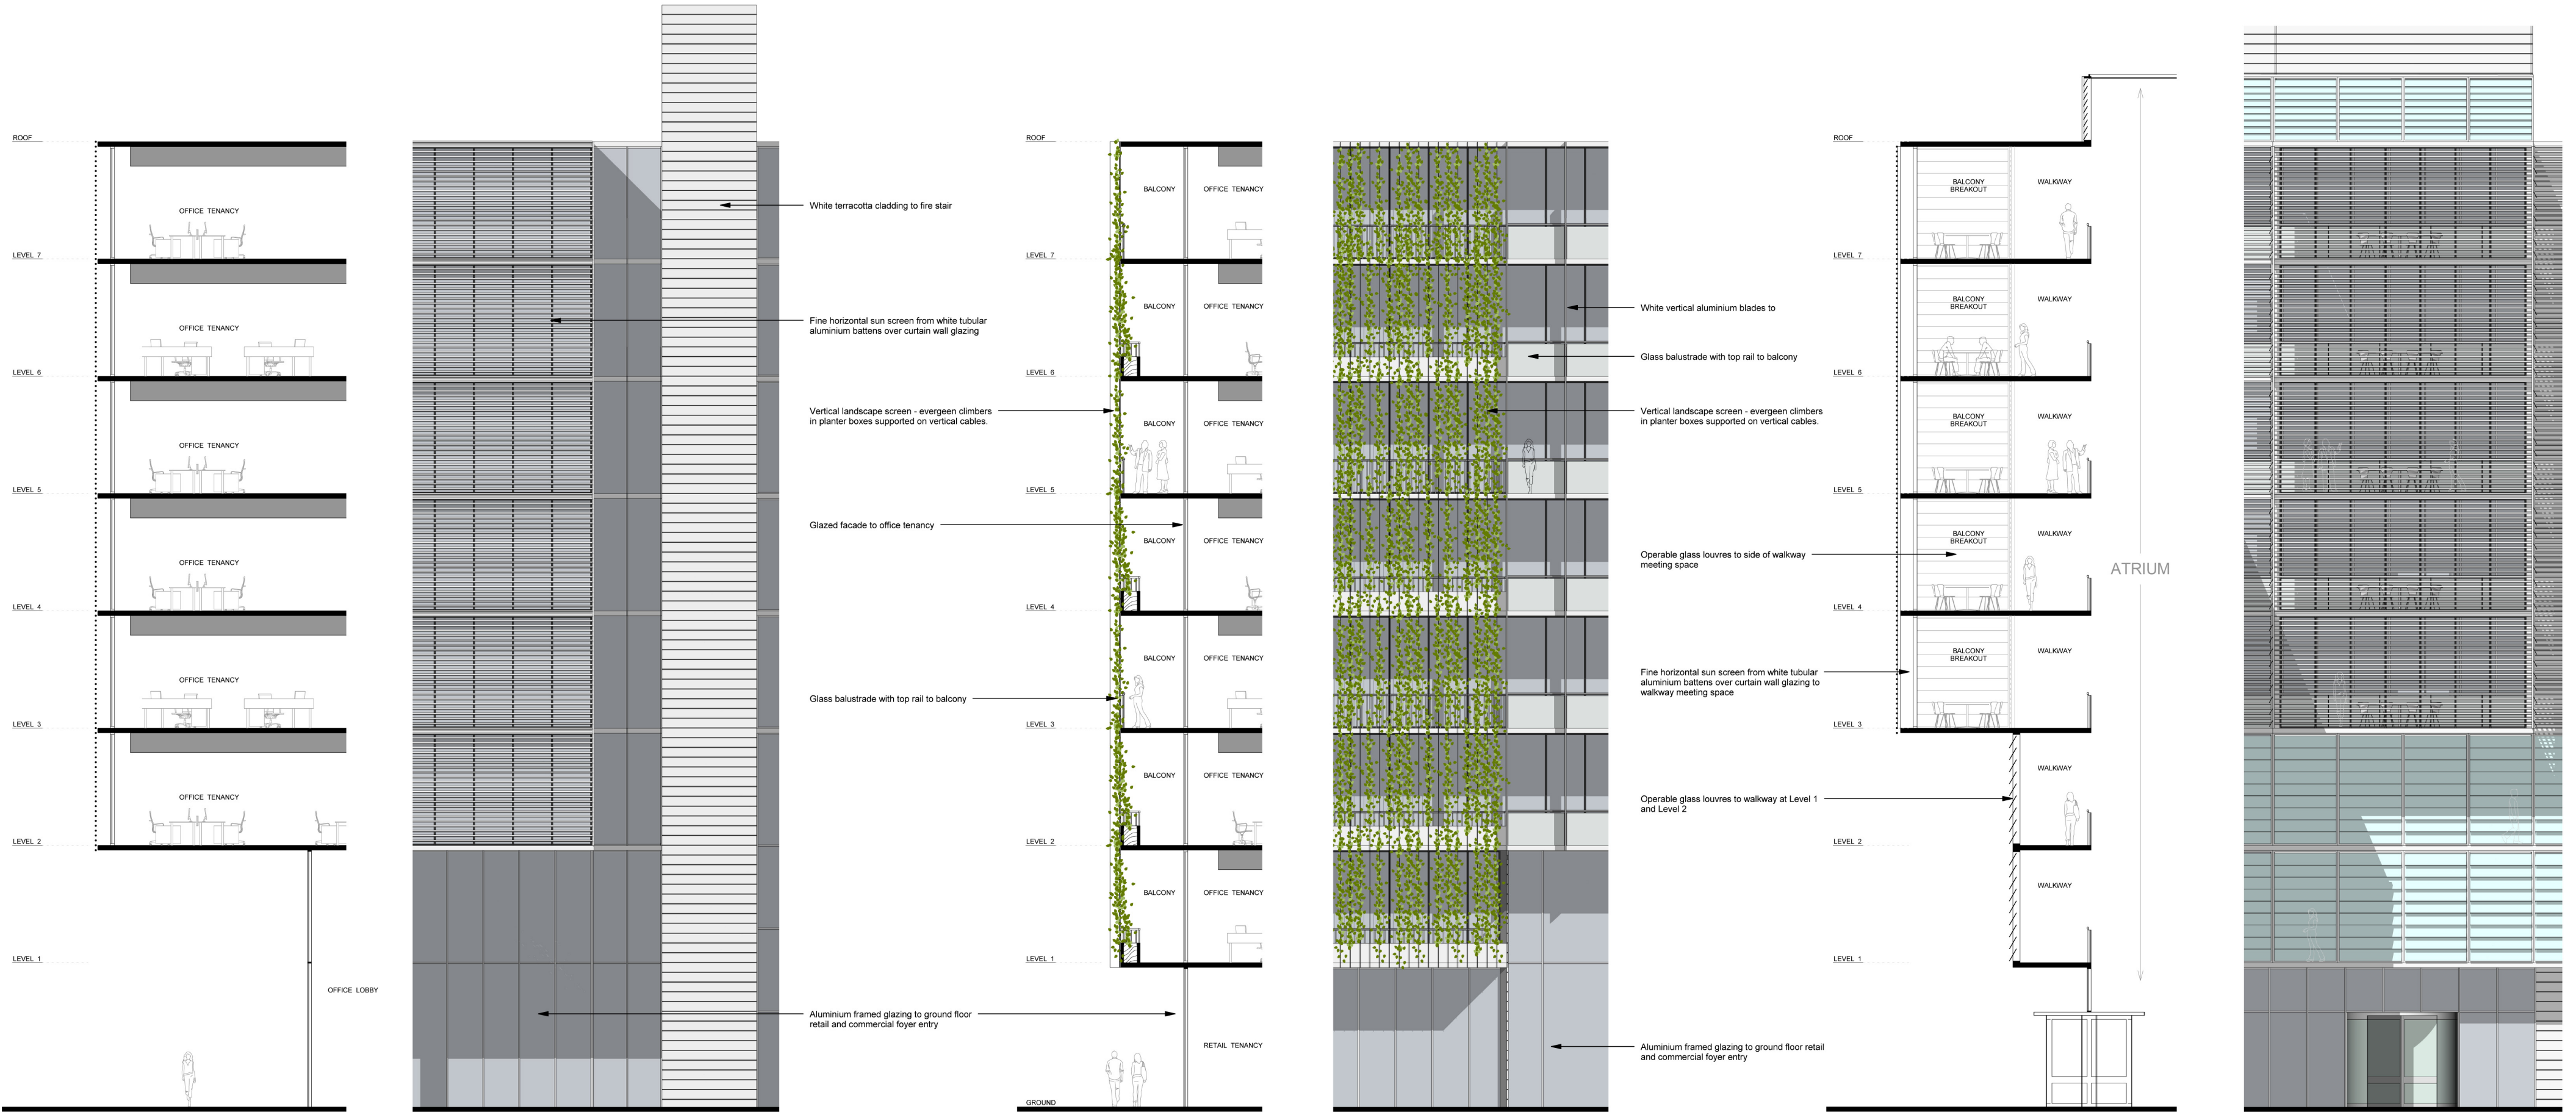 ROOF
OFFICE TENANCY
LEVEL 7
OFFICE TENANCY
LEVEL 6
OFFICE TENANCY
LEVEL 5
OFFICE TENANCY
LEVEL 4
OFFICE TENANCY
LEVEL 3
OFFICE TENANCY
LEVEL 2
LEVEL 1
OFFICE LOBBY
White terracotta cladding to fire stair
Fine horizontal sun screen from white tubular
aluminium battens over curtain wall glazing
Vertical landscape screen - evergeen climbers
in planter boxes supported on vertical cables.
Glazed facade to office tenancy
Glass balustrade with top rail to balcony
Aluminium framed glazing to ground floor
retail and commercial foyer entry
ROOF
BALCONY
OFFICE TENANCY
LEVEL 7
BALCONY
OFFICE TENANCY
LEVEL 6
BALCONY
OFFICE TENANCY
LEVEL 5
BALCONY
OFFICE TENANCY
LEVEL 4
BALCONY
OFFICE TENANCY
LEVEL 3
BALCONY
OFFICE TENANCY
LEVEL 2
BALCONY
OFFICE TENANCY
LEVEL 1
RETAIL TENANCY
GROUND
White vertical aluminium blades to
Glass balustrade with top rail to balcony
Vertical landscape screen - evergeen climbers
in planter boxes supported on vertical cables.
Operable glass louvres to side of walkway
meeting space
Fine horizontal sun screen from white tubular
aluminium battens over curtain wall glazing to
walkway meeting space
Operable glass louvres to walkway at Level 1
and Level 2
Aluminium framed glazing to ground floor retail
and commercial foyer entry
ROOF
BALCONY
BREAKOUT
WALKWAY
LEVEL 7
BALCONY
BREAKOUT
WALKWAY
LEVEL 6
BALCONY
BREAKOUT
WALKWAY
LEVEL 5
BALCONY
BREAKOUT
WALKWAY
LEVEL 4
BALCONY
BREAKOUT
WALKWAY
LEVEL 3
WALKWAY
LEVEL 2
WALKWAY
LEVEL 1
ATRIUM